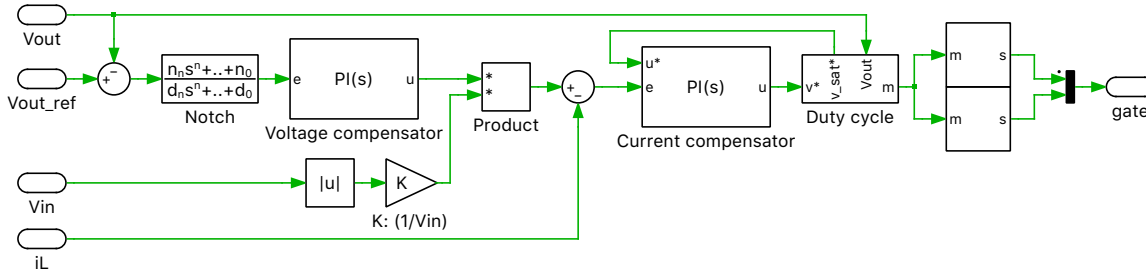 Vout
Vout_ref
+
−
nₙsⁿ+..+n₀
dₙsⁿ+..+d₀
Notch
e
PI(s)
u
Voltage compensator
*
*
Product
+
−
u*
e
PI(s)
u
Current compensator
v*
v_sat*
Vout
m
Duty cycle
m
s
m
s
gate
Vin
|u|
K
K: (1/Vin)
iL